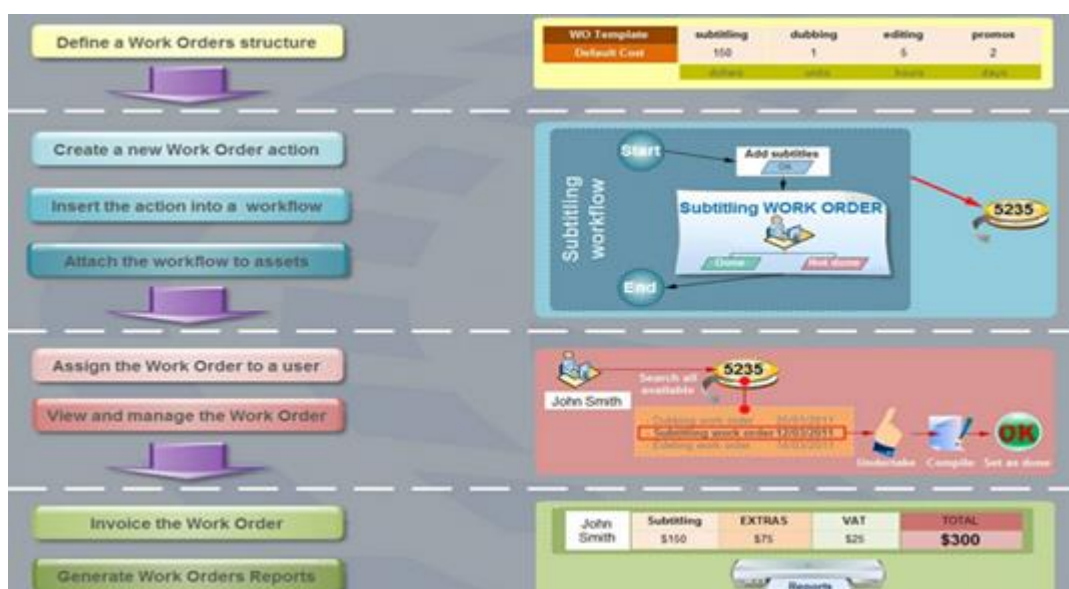 Define a Work Orders structure
WO Template subtitling dubbing editing promos
Default Cost 150 1 5 2
dollars units hours days
Create a new Work Order action
Insert the action into a workflow
Attach the workflow to assets
Subtitling
workflow
Start
Add subtitles
OK
Subtitling WORK ORDER
Done Not done
End
5235
Assign the Work Order to a user
View and manage the Work Order
John Smith
Search all
available
5235
Dubbing work order
Subtitling work order 12/03/2011
Editing work order
OK
Undertake Compile Set as done
Invoice the Work Order
Generate Work Orders Reports
John
Smith
Subtitling EXTRAS VAT TOTAL
$150 $75 $25 $300
Reports